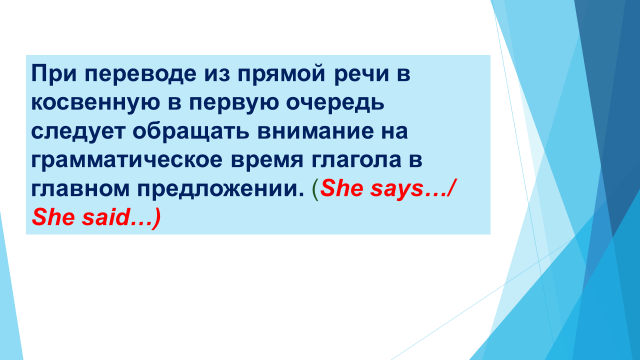 При переводе из прямой речи в
косвенную в первую очередь
следует обращать внимание на
грамматическое время глагола в
главном предложении. (She says…/
She said…)